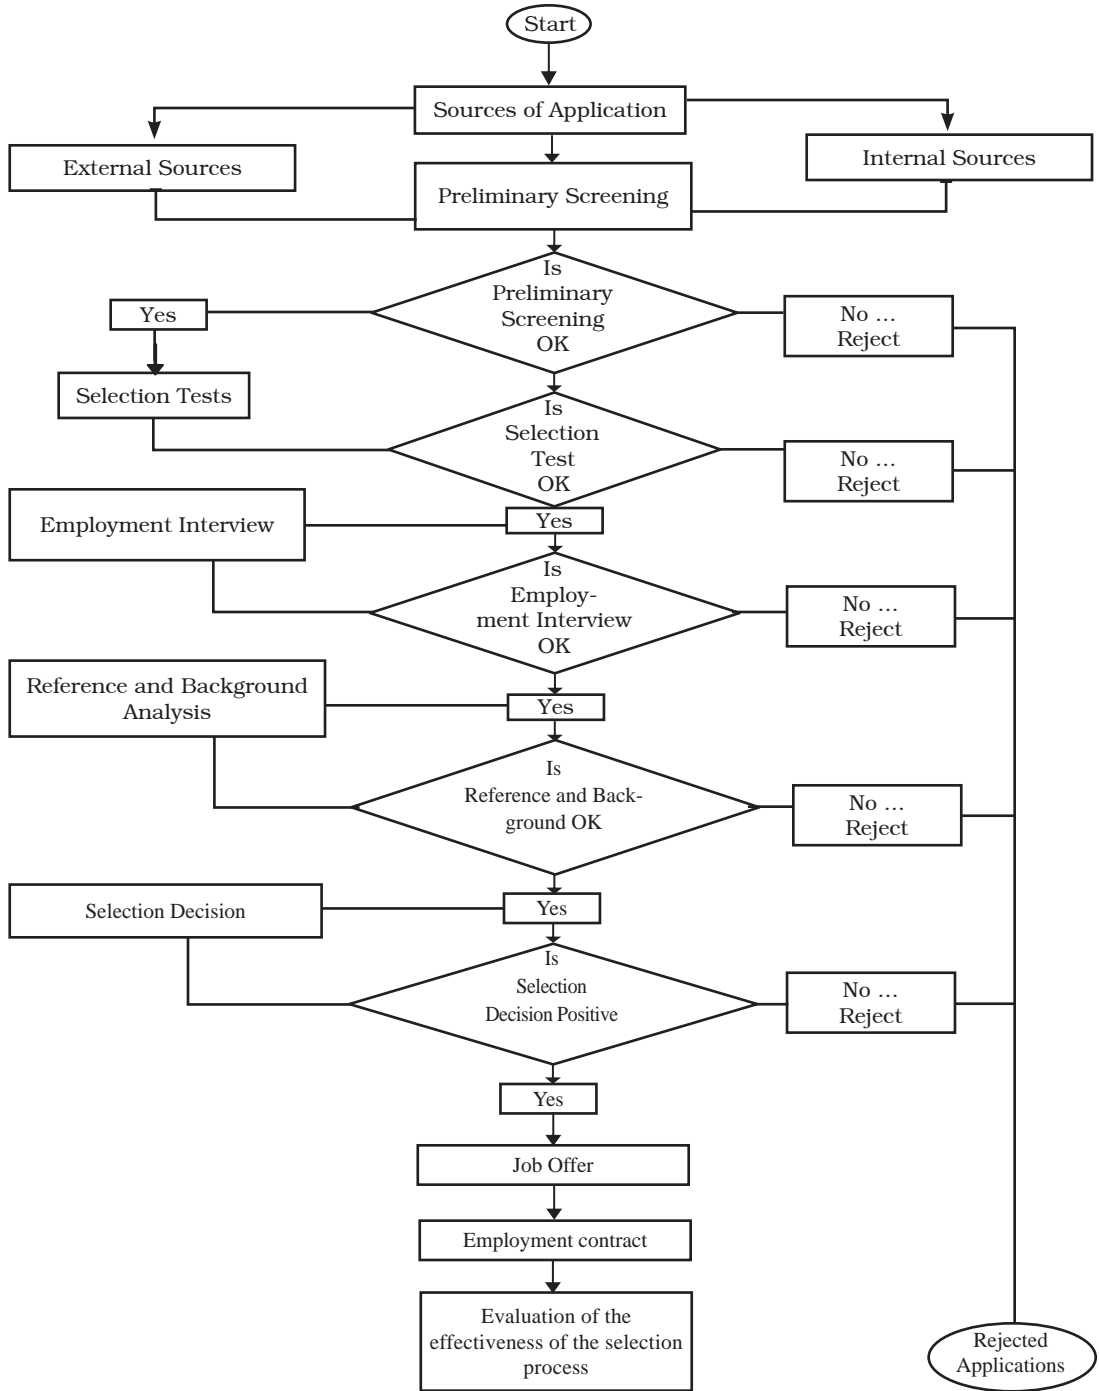 Start
Sources of Application
External Sources
Internal Sources
Preliminary Screening
Is
Preliminary
Screening
OK
Yes
No ...
Reject
Selection Tests
Is
Selection
Test
OK
No ...
Reject
Employment Interview
Yes
Is
Employ-
ment Interview
OK
No ...
Reject
Reference and Background
Analysis
Yes
Is
Reference and Back-
ground OK
No ...
Reject
Selection Decision
Yes
Is
Selection
Decision Positive
No ...
Reject
Yes
Job Offer
Employment contract
Evaluation of the
effectiveness of the selection
process
Rejected
Applications